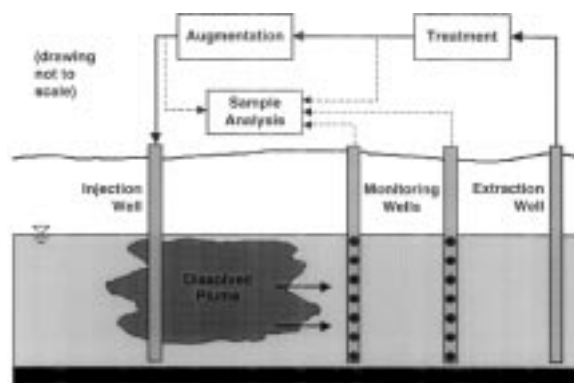 Augmentation
Treatment
(drawing
not to
scale)
Sample
Analysis
Injection
Well
Monitoring
Wells
Extraction
Well
Dissolved
Plume